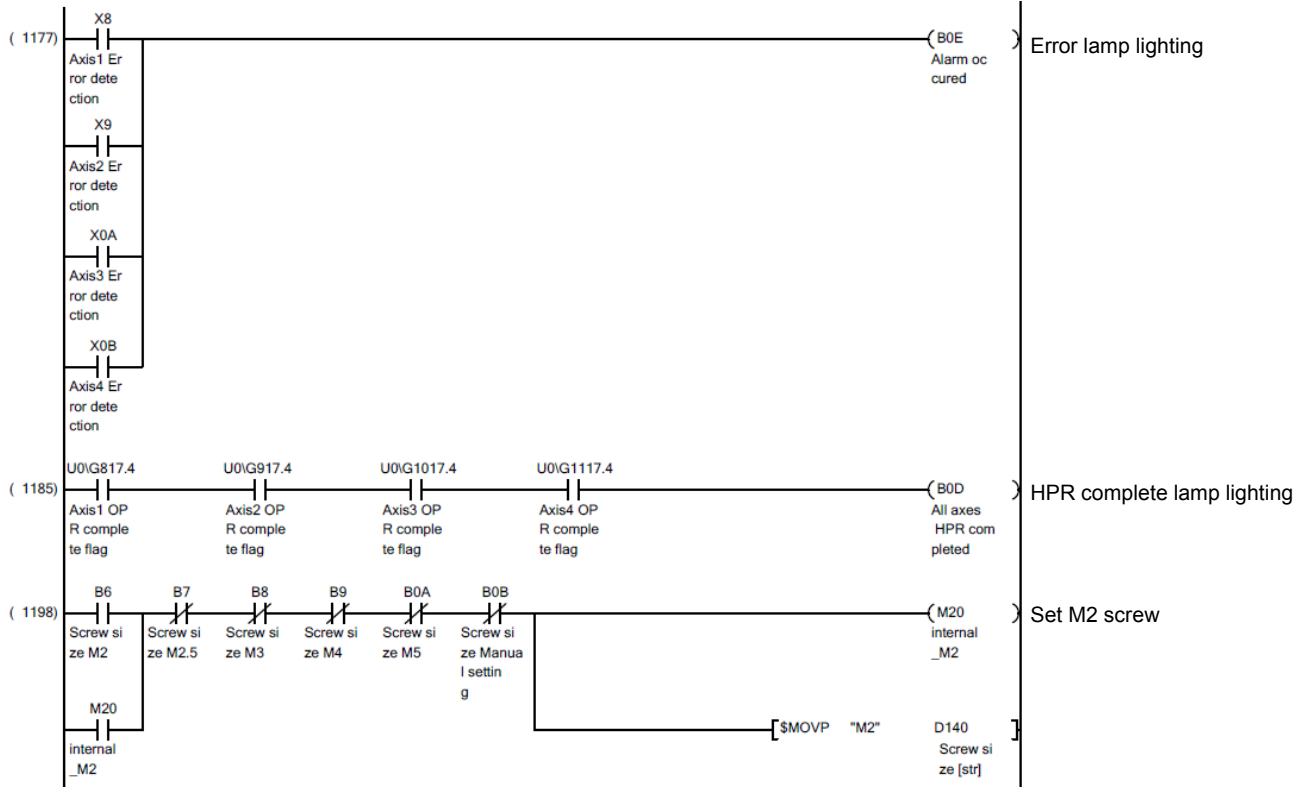 X8
( 1177)
B0E
Error lamp lighting
Axis1 Er
ror dete
ction
Alarm oc
cured
X9
Axis2 Er
ror dete
ction
X0A
Axis3 Er
ror dete
ction
X0B
Axis4 Er
ror dete
ction
U0\G817.4 U0\G917.4 U0\G1017.4 U0\G1117.4
( 1185)
B0D
HPR complete lamp lighting
Axis1 OP
R comple
te flag
Axis2 OP
R comple
te flag
Axis3 OP
R comple
te flag
Axis4 OP
R comple
te flag
All axes
HPR com
pleted
B6 B7 B8 B9 B0A B0B
( 1198)
M20
Set M2 screw
Screw si
ze M2
Screw si
ze M2.5
Screw si
ze M3
Screw si
ze M4
Screw si
ze M5
Screw si
ze Manua
l settin
g
internal
_M2
M20
internal
_M2
$MOVP "M2" D140
Screw si
ze [str]